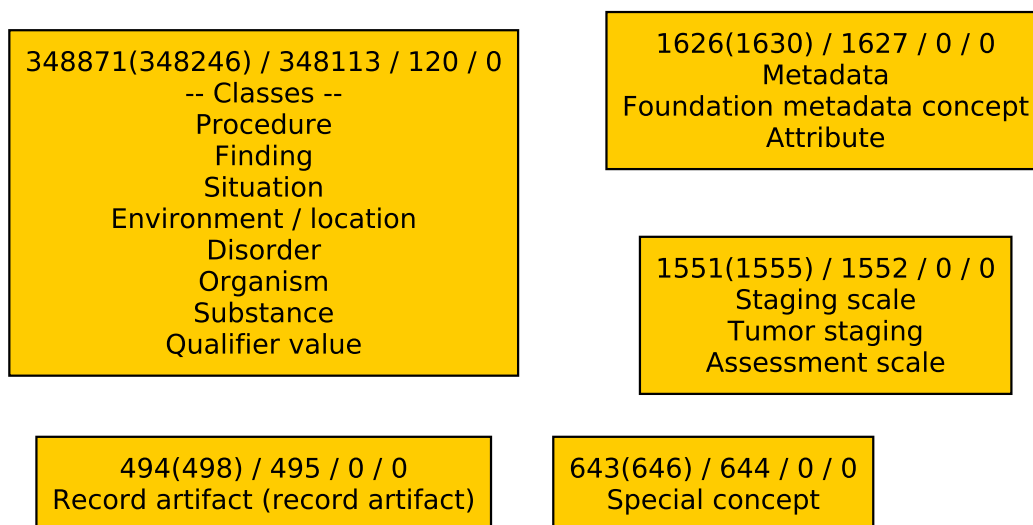 348871(348246) / 348113 / 120 / 0
-- Classes --
Procedure
Finding
Situation
Environment / location
Disorder
Organism
Substance
Qualifier value
1626(1630) / 1627 / 0 / 0
Metadata
Foundation metadata concept
Attribute
1551(1555) / 1552 / 0 / 0
Staging scale
Tumor staging
Assessment scale
494(498) / 495 / 0 / 0
Record artifact (record artifact)
643(646) / 644 / 0 / 0
Special concept